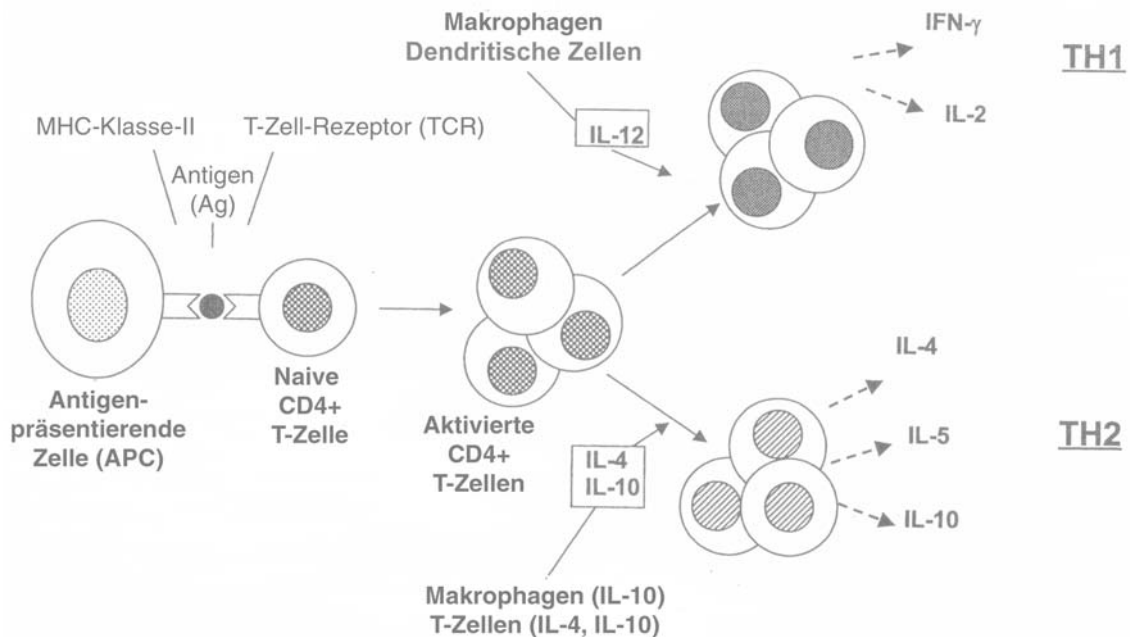 Makrophagen
Dendritische Zellen
IL-12
IFN-γ
IL-2
TH1
MHC-Klasse-II
T-Zell-Rezeptor (TCR)
Antigen
(Ag)
Antigen-
präsentierende
Zelle (APC)
Naive
CD4+
T-Zelle
Aktivierte
CD4+
T-Zellen
IL-4
IL-10
Makrophagen (IL-10)
T-Zellen (IL-4, IL-10)
IL-4
IL-5
IL-10
TH2